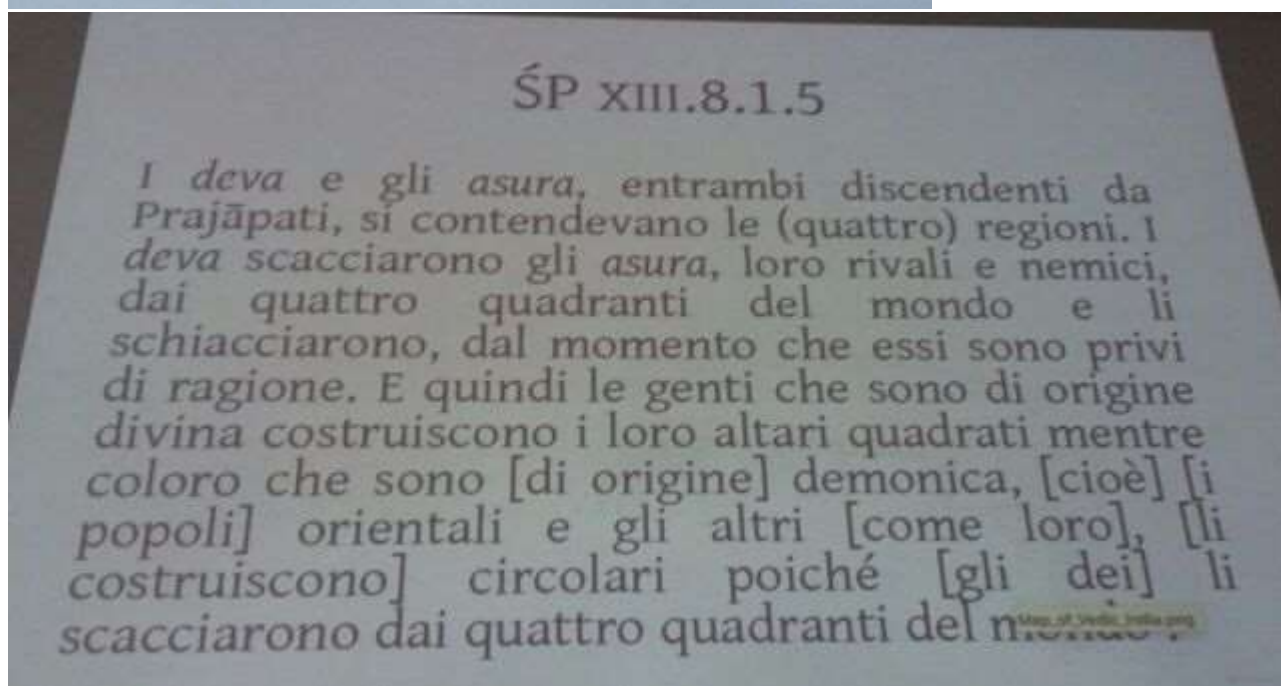 ŚP XIII.8.1.5
I deva e gli asura, entrambi discendenti da
Prajāpati, si contendevano le (quattro) regioni. I
deva scacciarono gli asura, loro rivali e nemici,
dai quattro quadranti del mondo e li
schiacciarono, dal momento che essi sono privi
di ragione. E quindi le genti che sono di origine
divina costruiscono i loro altari quadrati mentre
coloro che sono [di origine] demonica, [cioè] [i
popoli] orientali e gli altri [come loro], [li
costruiscono] circolari poiché [gli dei] li
scacciarono dai quattro quadranti del
Map_of_Vedic_India.png